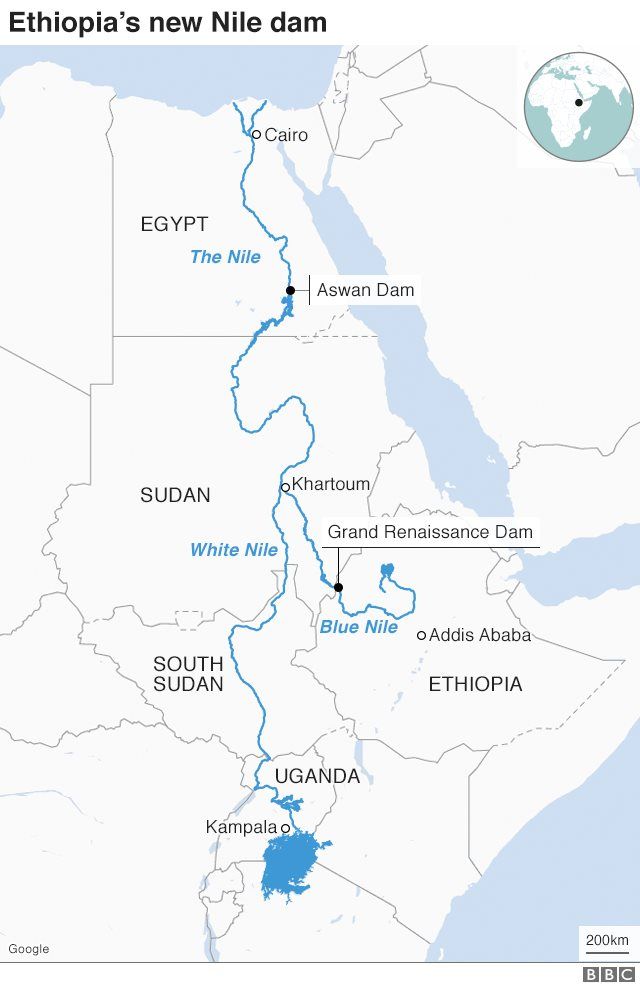 Ethiopia’s new Nile dam
Cairo
EGYPT
The Nile
Aswan Dam
Khartoum
SUDAN
Grand Renaissance Dam
White Nile
Blue Nile
Addis Ababa
SOUTH
SUDAN
ETHIOPIA
UGANDA
Kampala
200km
Google
BBC